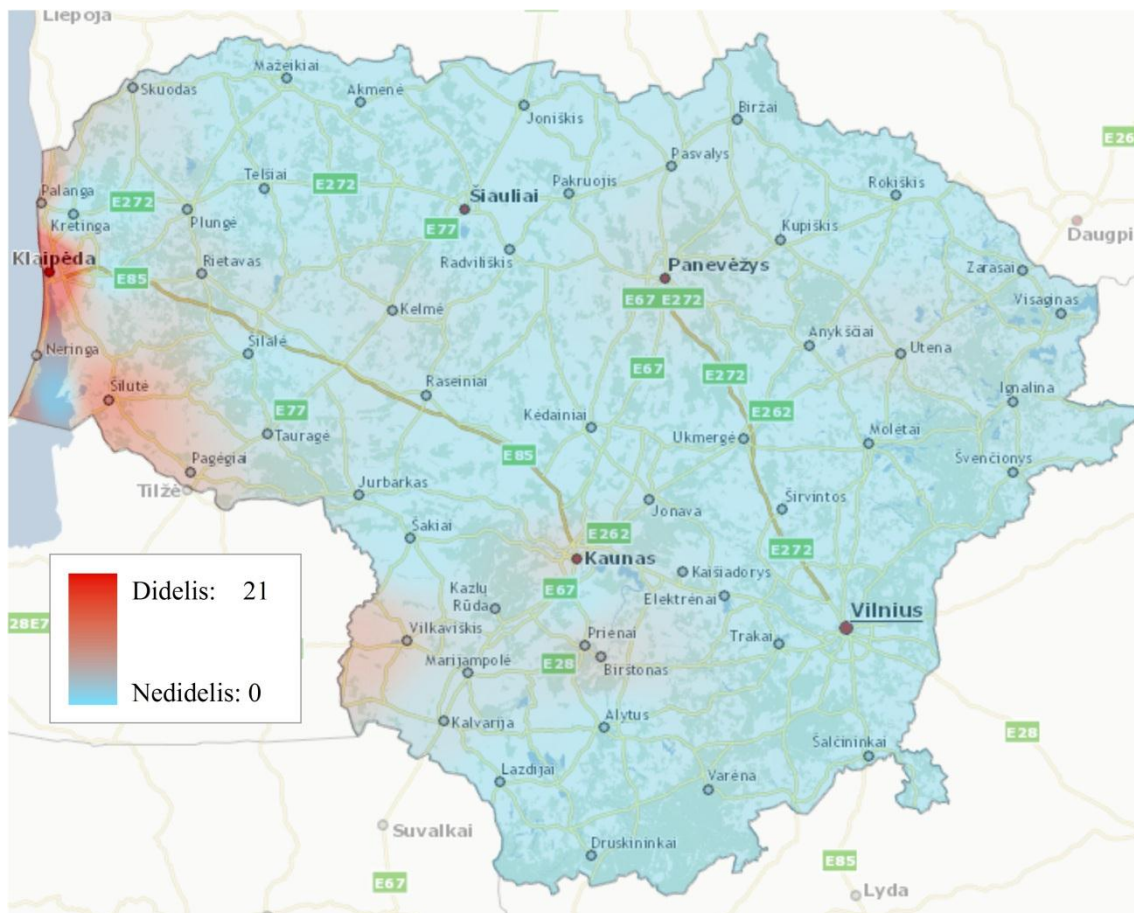 Liepoja
Mažeikiai
Skuodas
Akmenė
Joniškis
Biržai
E26
Pasvalys
Telšiai
E272
Pakruojis
Rokiškis
Palanga
E272
Šiauliai
Kretinga
Plungė
E77
Kupiškis
Daugpi
Klaipėda
Rietavas
Radviliškis
Panevėžys
Zarasai
E85
E67 E272
Visaginas
Kelmė
Anykščiai
Neringa
Šilalė
Utena
E67
E272
Šilutė
Raseiniai
Ignalina
E77
Kėdainiai
E262
Tauragė
Ukmergė
Molėtai
E85
Švenčionys
Pagėgiai
Tilžė
Jurbarkas
Jonava
Širvintos
Šakiai
E262
E272
Kaunas
Kaišiadorys
Didelis: 21
Kazlų
Rūda
E67
Elektrėnai
Vilnius
28E7
Vilkaviškis
Prienai
Trakai
Marijampolė
E28
Birštonas
Nedidelis: 0
Kalvarija
Alytus
E28
Šalčininkai
Lazdijai
Varėna
Suvalkai
Druskininkai
E85
E67
Lyda